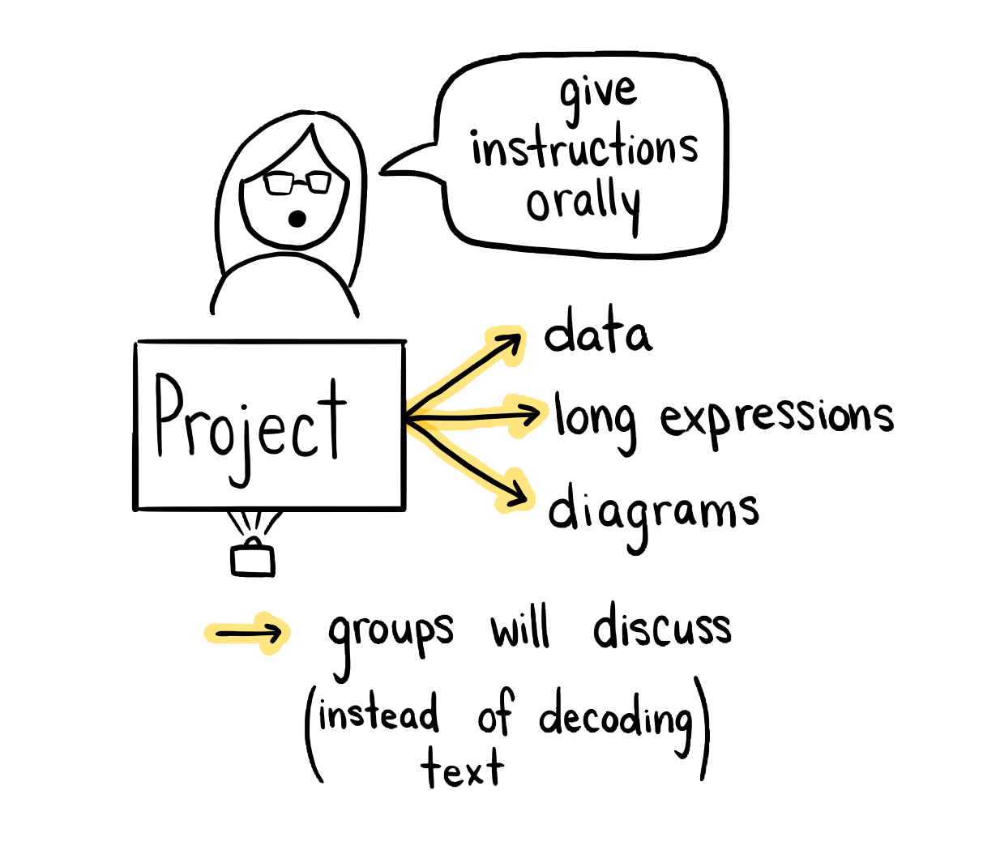 give
instructions
orally
Project
data
long expressions
diagrams
groups will discuss
(instead of decoding
text)